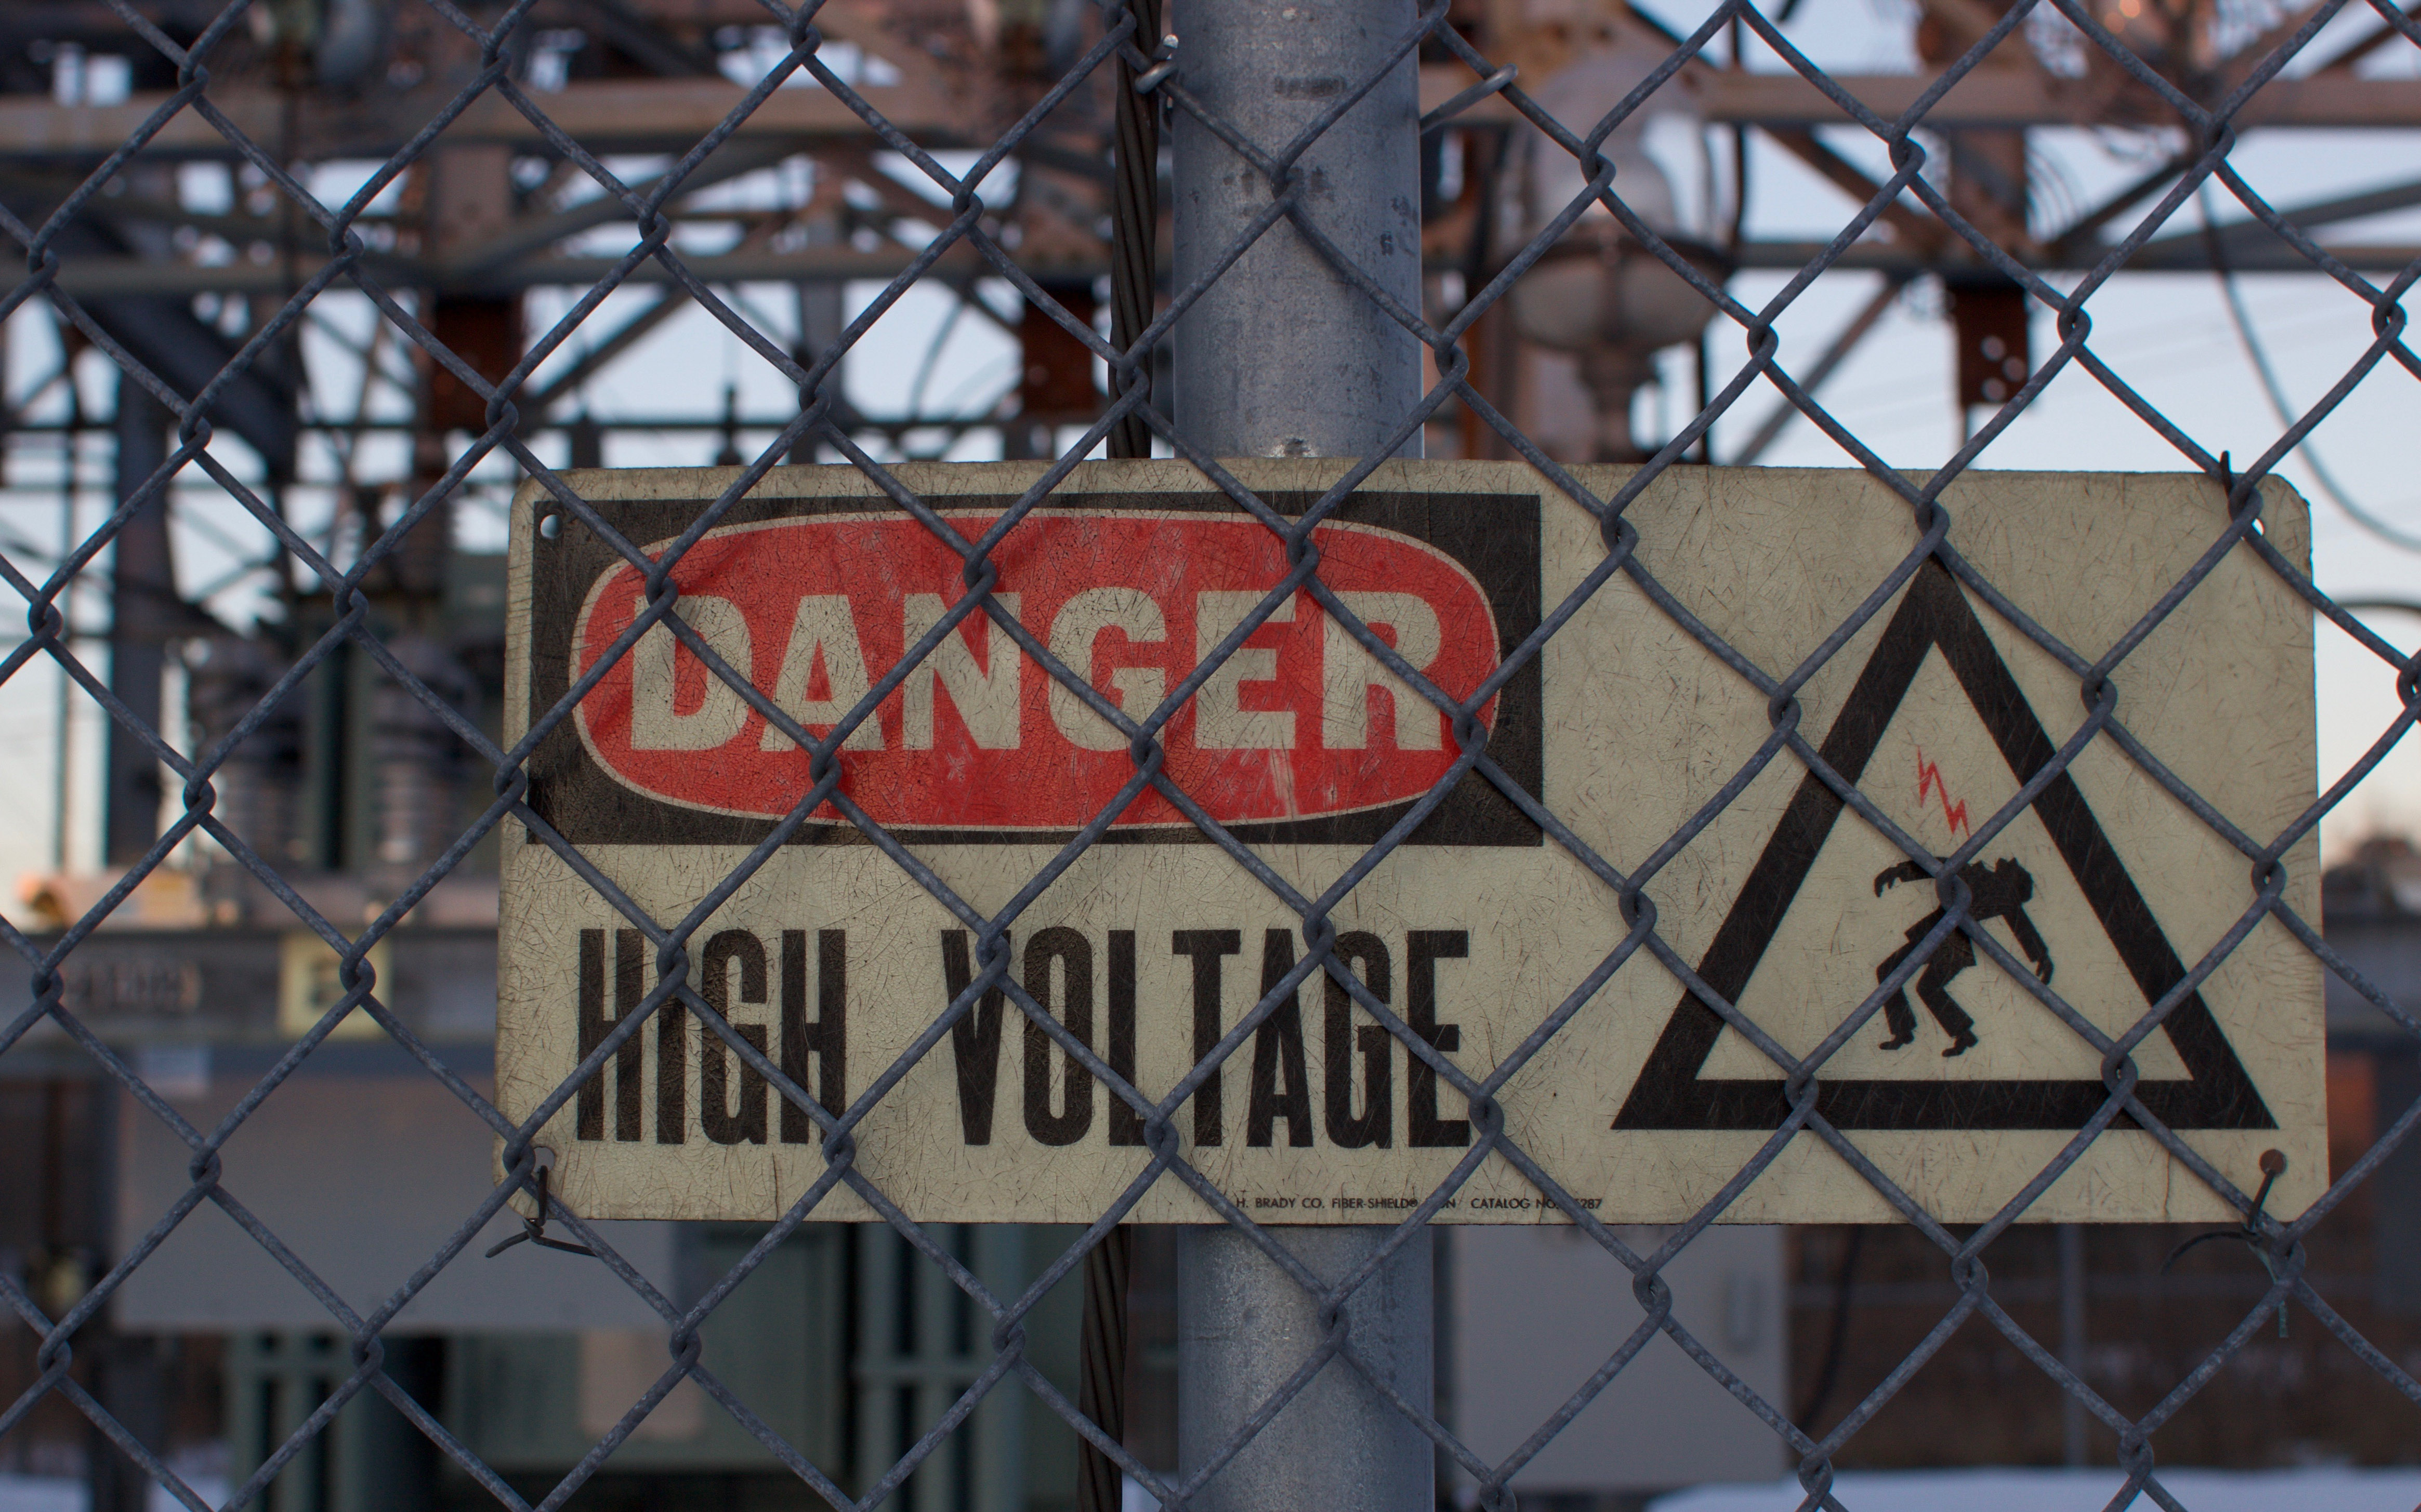 DANGER
HIGH VOLTAGE
H. BRADY CO. FIBER-SHIELD® CATALOG NO.